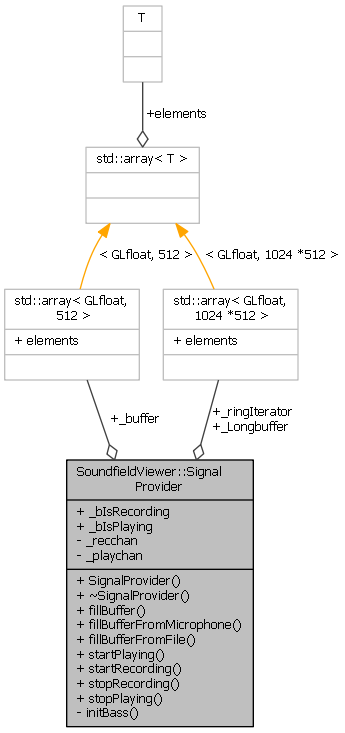 T
+elements
std::array< T >
< GLfloat, 512 >
< GLfloat, 1024 *512 >
std::array< GLfloat,
512 >
+ elements
std::array< GLfloat,
1024 *512 >
+ elements
+_buffer
+_ringIterator
+_Longbuffer
SoundfieldViewer::Signal
Provider
+ _bIsRecording
+ _bIsPlaying
- _recchan
- _playchan
+ SignalProvider()
+ ~SignalProvider()
+ fillBuffer()
+ fillBufferFromMicrophone()
+ fillBufferFromFile()
+ startPlaying()
+ startRecording()
+ stopRecording()
+ stopPlaying()
- initBass()